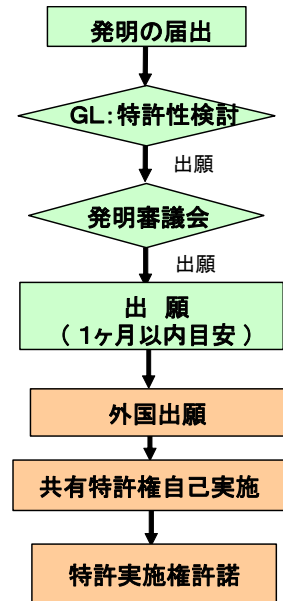 発明の届出
GL：特許性検討
出願
発明審議会
出願
出　願
（１ヶ月以内目安）
外国出願
共有特許権自己実施
特許実施権許諾